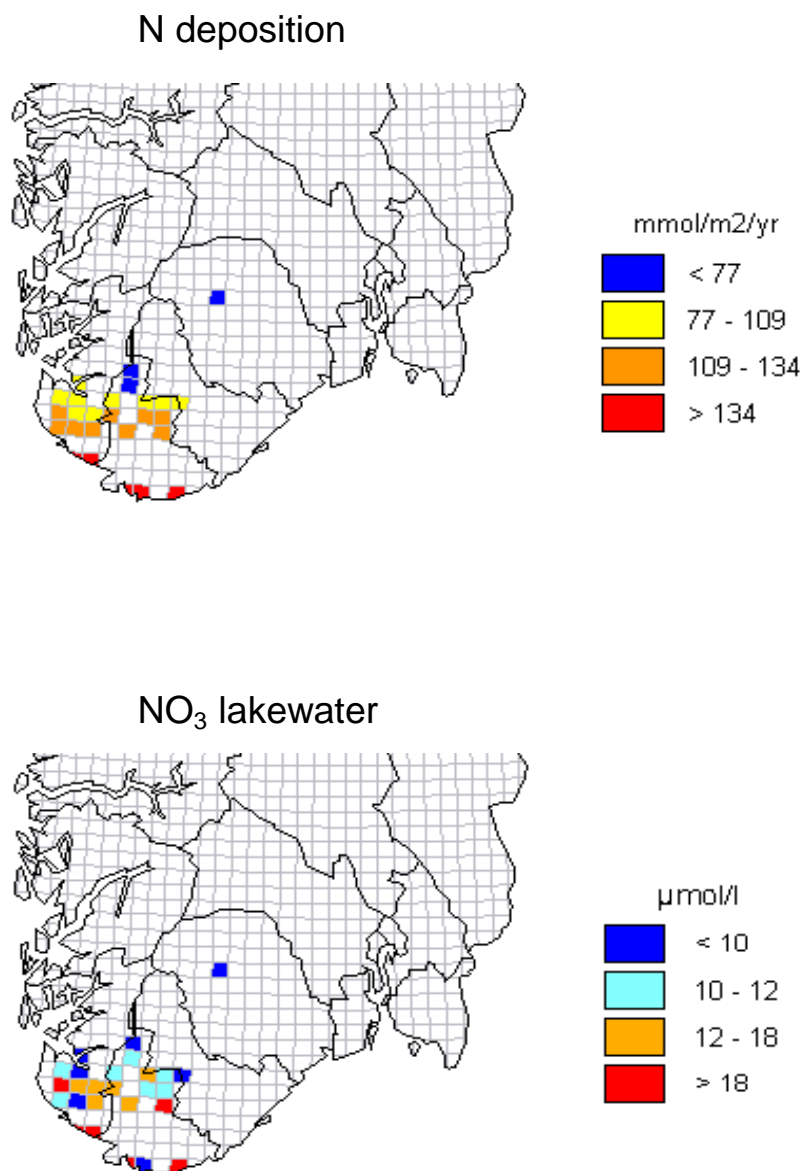 N deposition
mmol/m2/yr
< 77
77 - 109
109 - 134
> 134
NO₃ lakewater
µmol/l
< 10
10 - 12
12 - 18
> 18